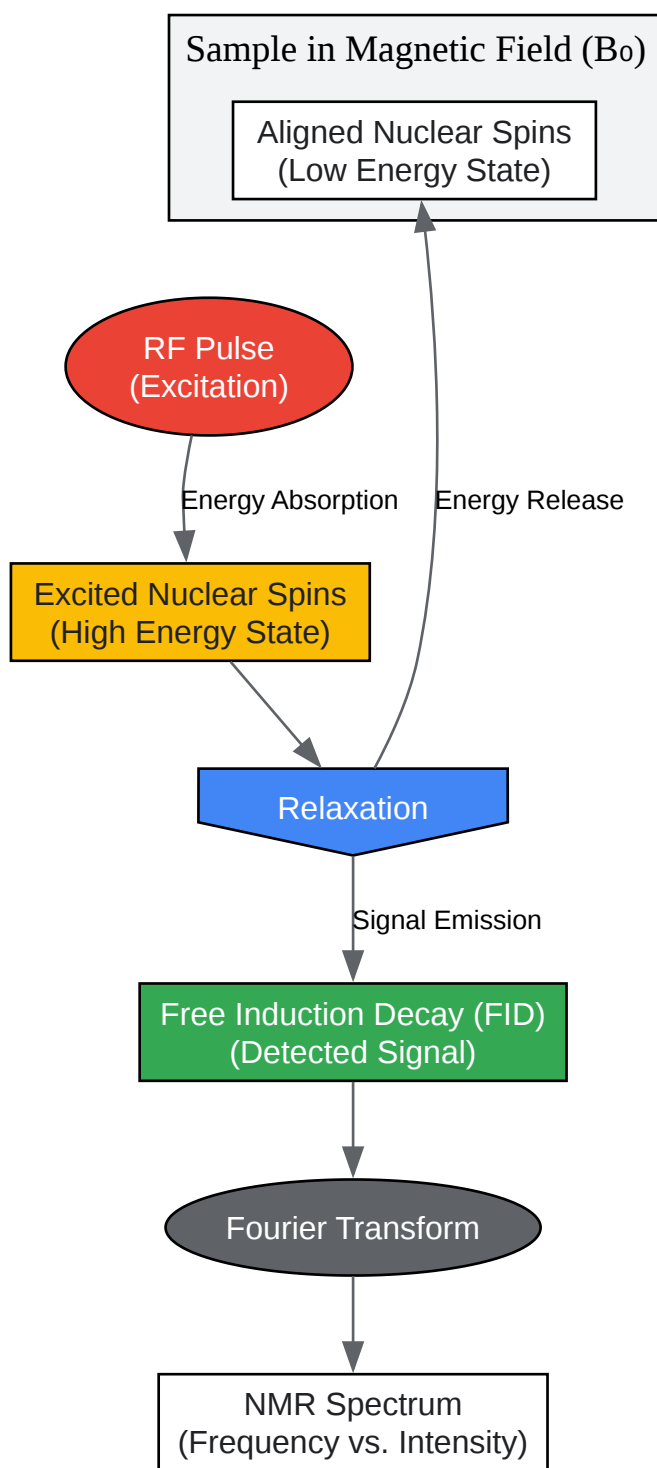 Sample in Magnetic Field (B₀)
Aligned Nuclear Spins
(Low Energy State)
RF Pulse
(Excitation)
Energy Absorption
Energy Release
Excited Nuclear Spins
(High Energy State)
Relaxation
Signal Emission
Free Induction Decay (FID)
(Detected Signal)
Fourier Transform
NMR Spectrum
(Frequency vs. Intensity)